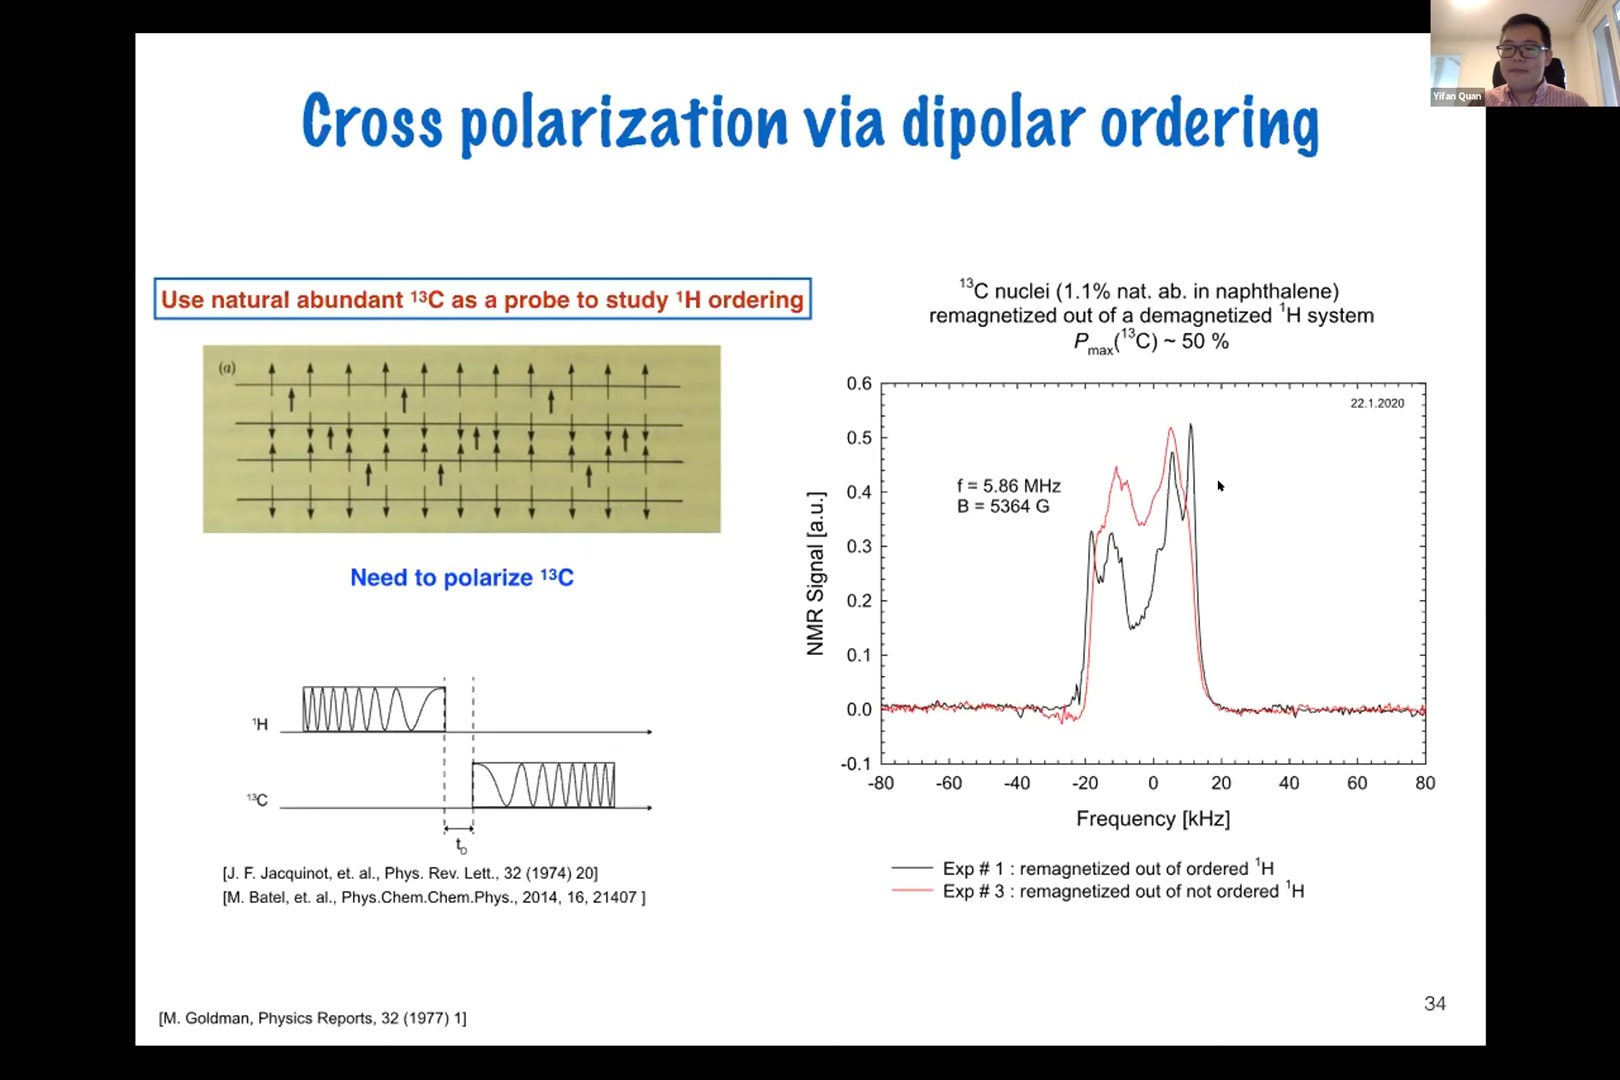 Yifan Quan
Cross polarization via dipolar ordering
Use natural abundant ¹³C as a probe to study ¹H ordering
(a)
Need to polarize ¹³C
¹H
¹³C
t_D
[J. F. Jacquinot, et. al., Phys. Rev. Lett., 32 (1974) 20]
[M. Batel, et. al., Phys.Chem.Chem.Phys., 2014, 16, 21407 ]
¹³C nuclei (1.1% nat. ab. in naphthalene)
remagnetized out of a demagnetized ¹H system
P_max(¹³C) ~ 50 %
22.1.2020
f = 5.86 MHz
B = 5364 G
NMR Signal [a.u.]
0.6
0.5
0.4
0.3
0.2
0.1
0.0
-0.1
-80 -60 -40 -20 0 20 40 60 80
Frequency [kHz]
Exp # 1 : remagnetized out of ordered ¹H
Exp # 3 : remagnetized out of not ordered ¹H
[M. Goldman, Physics Reports, 32 (1977) 1]
34